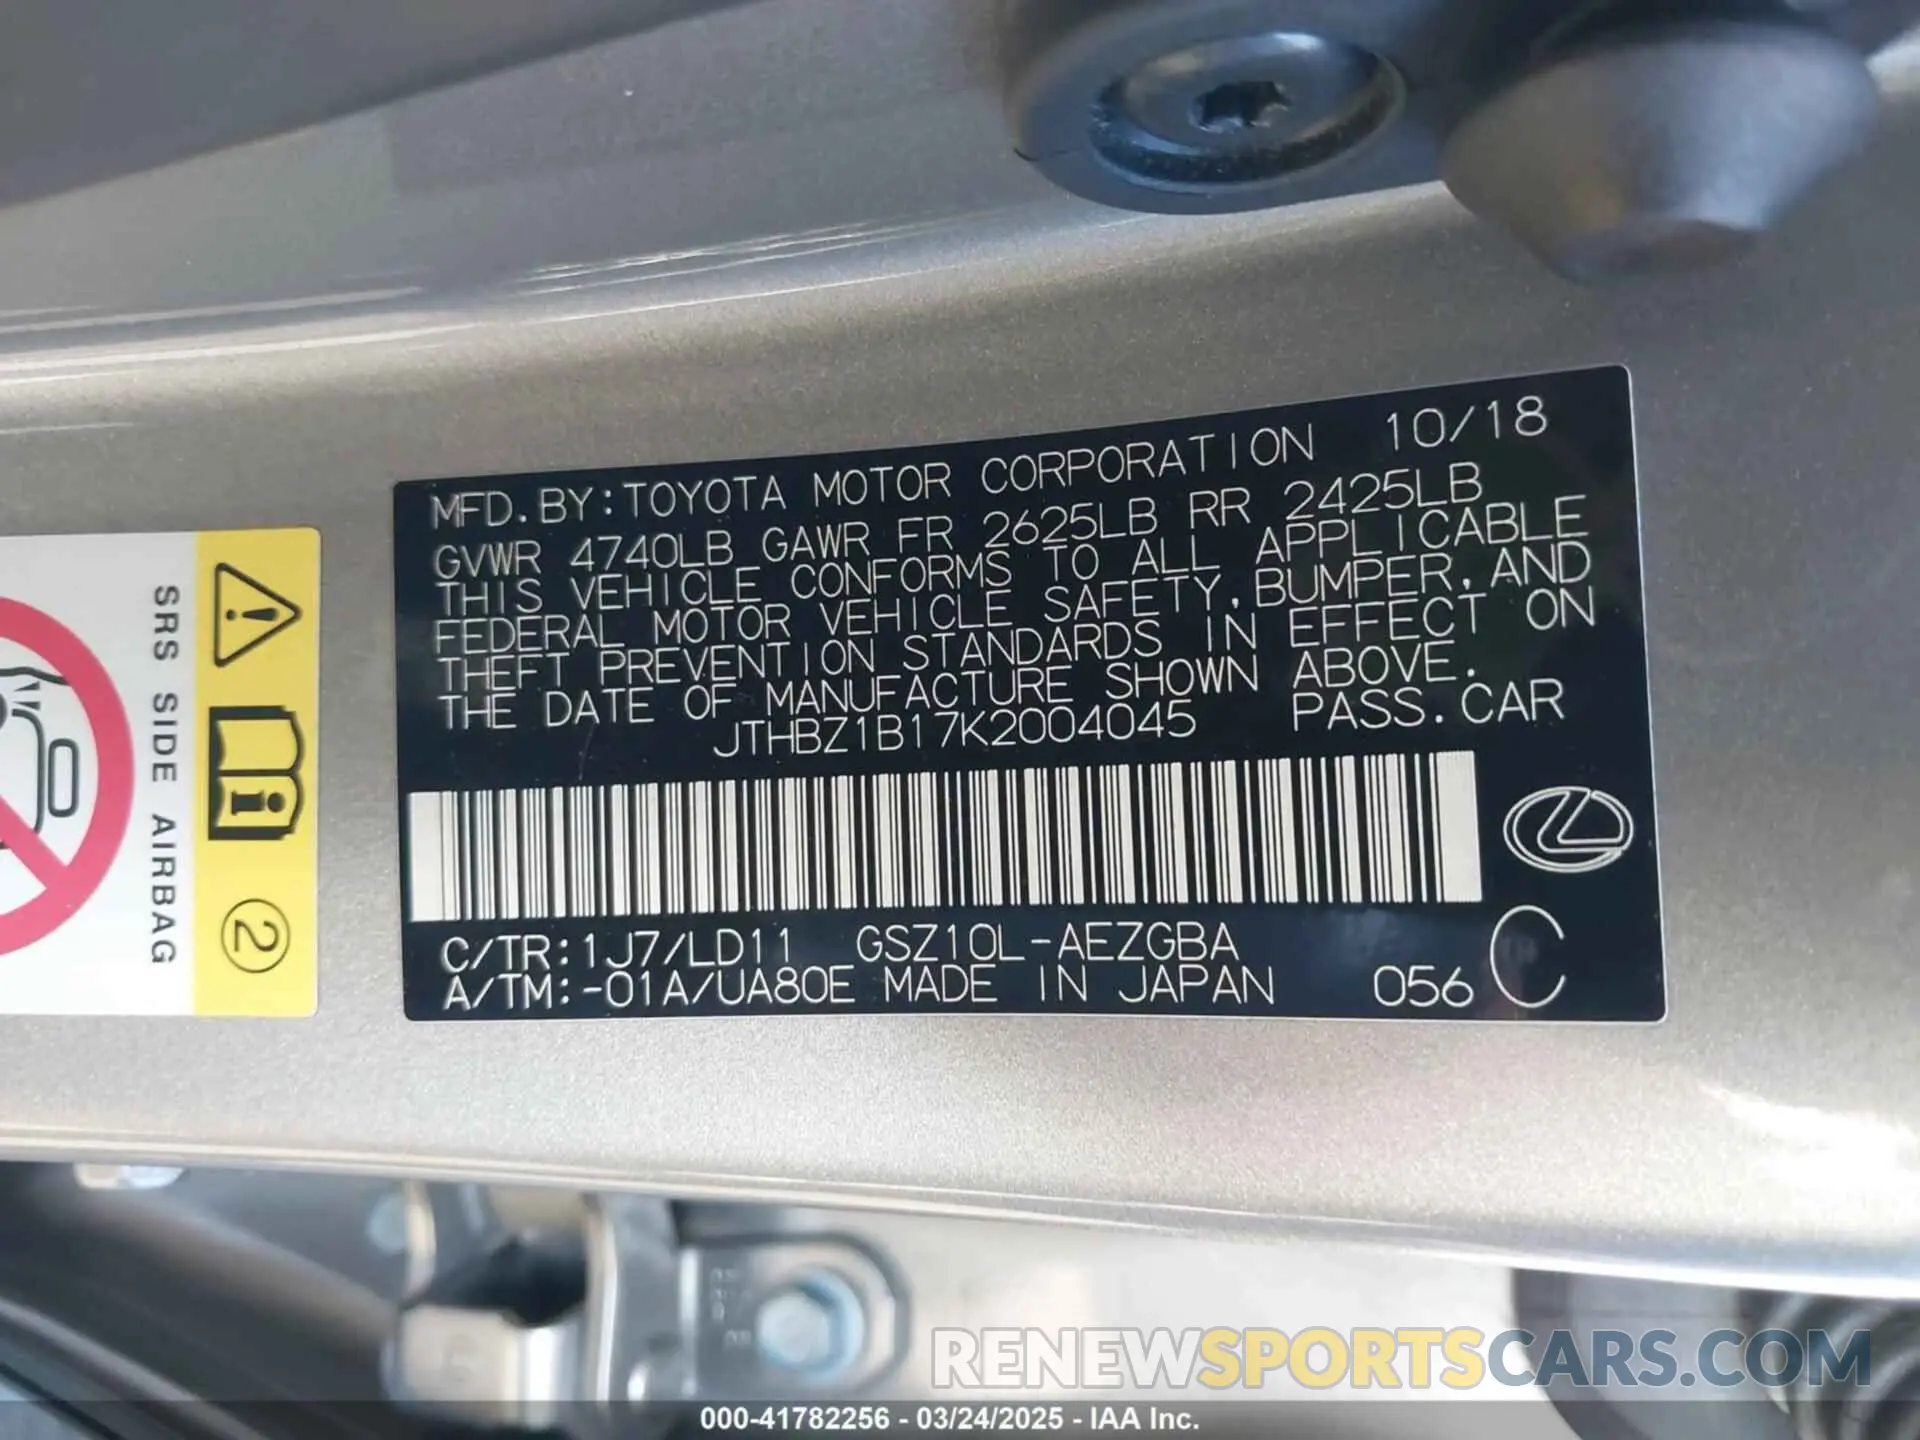 MFD.BY:TOYOTA MOTOR CORPORATION 10/18
GVWR 4740LB GAWR FR 2625LB RR 2425LB
THIS VEHICLE CONFORMS TO ALL APPLICABLE
FEDERAL MOTOR VEHICLE SAFETY, BUMPER, AND
THEFT PREVENTION STANDARDS IN EFFECT ON
THE DATE OF MANUFACTURE SHOWN ABOVE.
JTHBZ1B17K2004045 PASS.CAR
C/TR:1J7/LD11 GSZ10L-AEZGBA
A/TM:-01A/UA80E MADE IN JAPAN 056 C
SRS SIDE AIRBAG
2
RENEWSPORTSCARS.COM
000-41782256 - 03/24/2025 - IAA Inc.